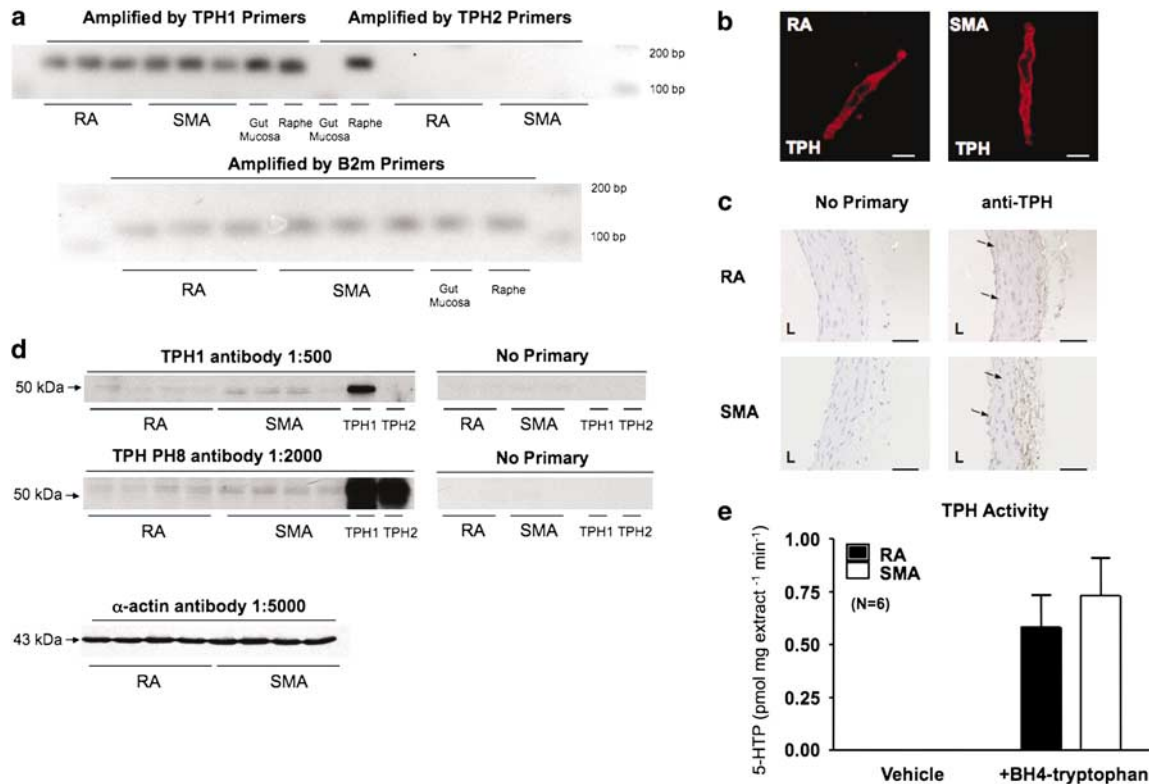 a
Amplified by TPH1 Primers Amplified by TPH2 Primers
200 bp
100 bp
RA SMA Gut Mucosa Raphe Gut Mucosa Raphe RA SMA
Amplified by B2m Primers
200 bp
100 bp
RA SMA Gut Mucosa Raphe
b
RA
TPH
SMA
TPH
c
No Primary anti-TPH
RA
L L
SMA
L L
d
TPH1 antibody 1:500 No Primary
50 kDa
RA SMA TPH1 TPH2 RA SMA TPH1 TPH2
TPH PH8 antibody 1:2000 No Primary
50 kDa
RA SMA TPH1 TPH2 RA SMA TPH1 TPH2
α-actin antibody 1:5000
43 kDa
RA SMA
e
TPH Activity
5-HTP (pmol mg extract ⁻¹ min⁻¹)
1.00
0.75
0.50
0.25
0.00
RA
SMA
(N=6)
Vehicle +BH4-tryptophan